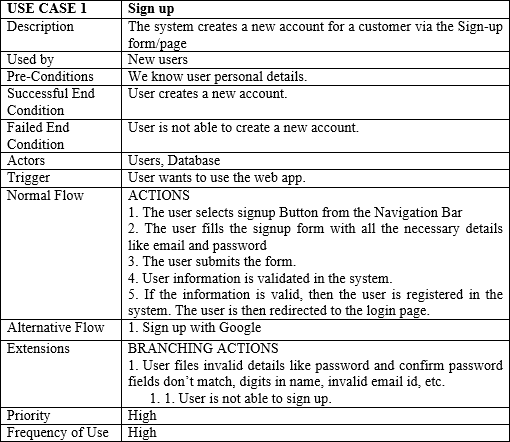 USE CASE 1 Sign up
Description The system creates a new account for a customer via the Sign-up
form/page
Used by New users
Pre-Conditions We know user personal details.
Successful End User creates a new account.
Condition
Failed End User is not able to create a new account.
Condition
Actors Users, Database
Trigger User wants to use the web app.
Normal Flow ACTIONS
1. The user selects signup Button from the Navigation Bar
2. The user fills the signup form with all the necessary details
like email and password
3. The user submits the form.
4. User information is validated in the system.
5. If the information is valid, then the user is registered in the
system. The user is then redirected to the login page.
Alternative Flow 1. Sign up with Google
Extensions BRANCHING ACTIONS
1. User files invalid details like password and confirm password
fields don’t match, digits in name, invalid email id, etc.
1. 1. User is not able to sign up.
Priority High
Frequency of Use High